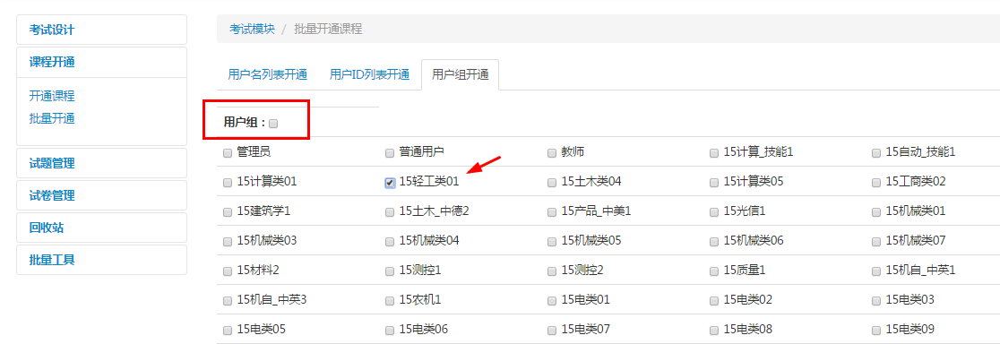 考试设计
课程开通
开通课程
批量开通
试题管理
试卷管理
回收站
批量工具
考试模块 / 批量开通课程
用户名列表开通 用户ID列表开通 用户组开通
用户组：
管理员 普通用户 教师 15计算_技能1 15自动_技能1
15计算类01 15轻工类01 15土木类04 15计算类05 15工商类02
15建筑学1 15土木_中德2 15产品_中美1 15光信1 15机械类01
15机械类03 15机械类04 15机械类05 15机械类06 15机械类07
15材料2 15测控1 15测控2 15质量1 15机自_中英1
15机自_中英3 15农机1 15电类01 15电类02 15电类03
15电类05 15电类06 15电类07 15电类08 15电类09